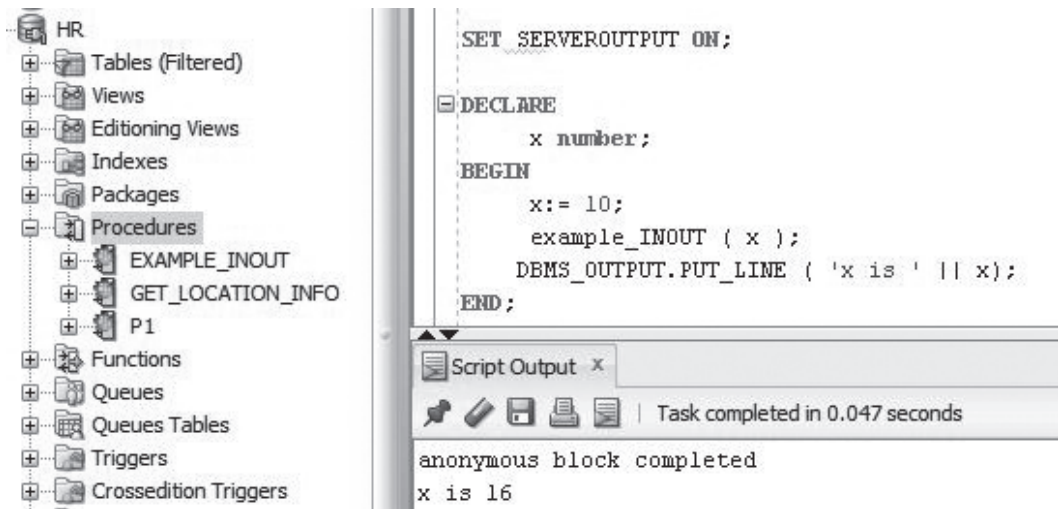 HR
Tables (Filtered)
Views
Editioning Views
Indexes
Packages
Procedures
EXAMPLE_INOUT
GET_LOCATION_INFO
P1
Functions
Queues
Queues Tables
Triggers
Crossedition Triggers
SET SERVEROUTPUT ON;
DECLARE
x number;
BEGIN
x:= 10;
example_INOUT ( x );
DBMS_OUTPUT.PUT_LINE ( 'x is ' || x);
END;
Script Output x
Task completed in 0.047 seconds
anonymous block completed
x is 16